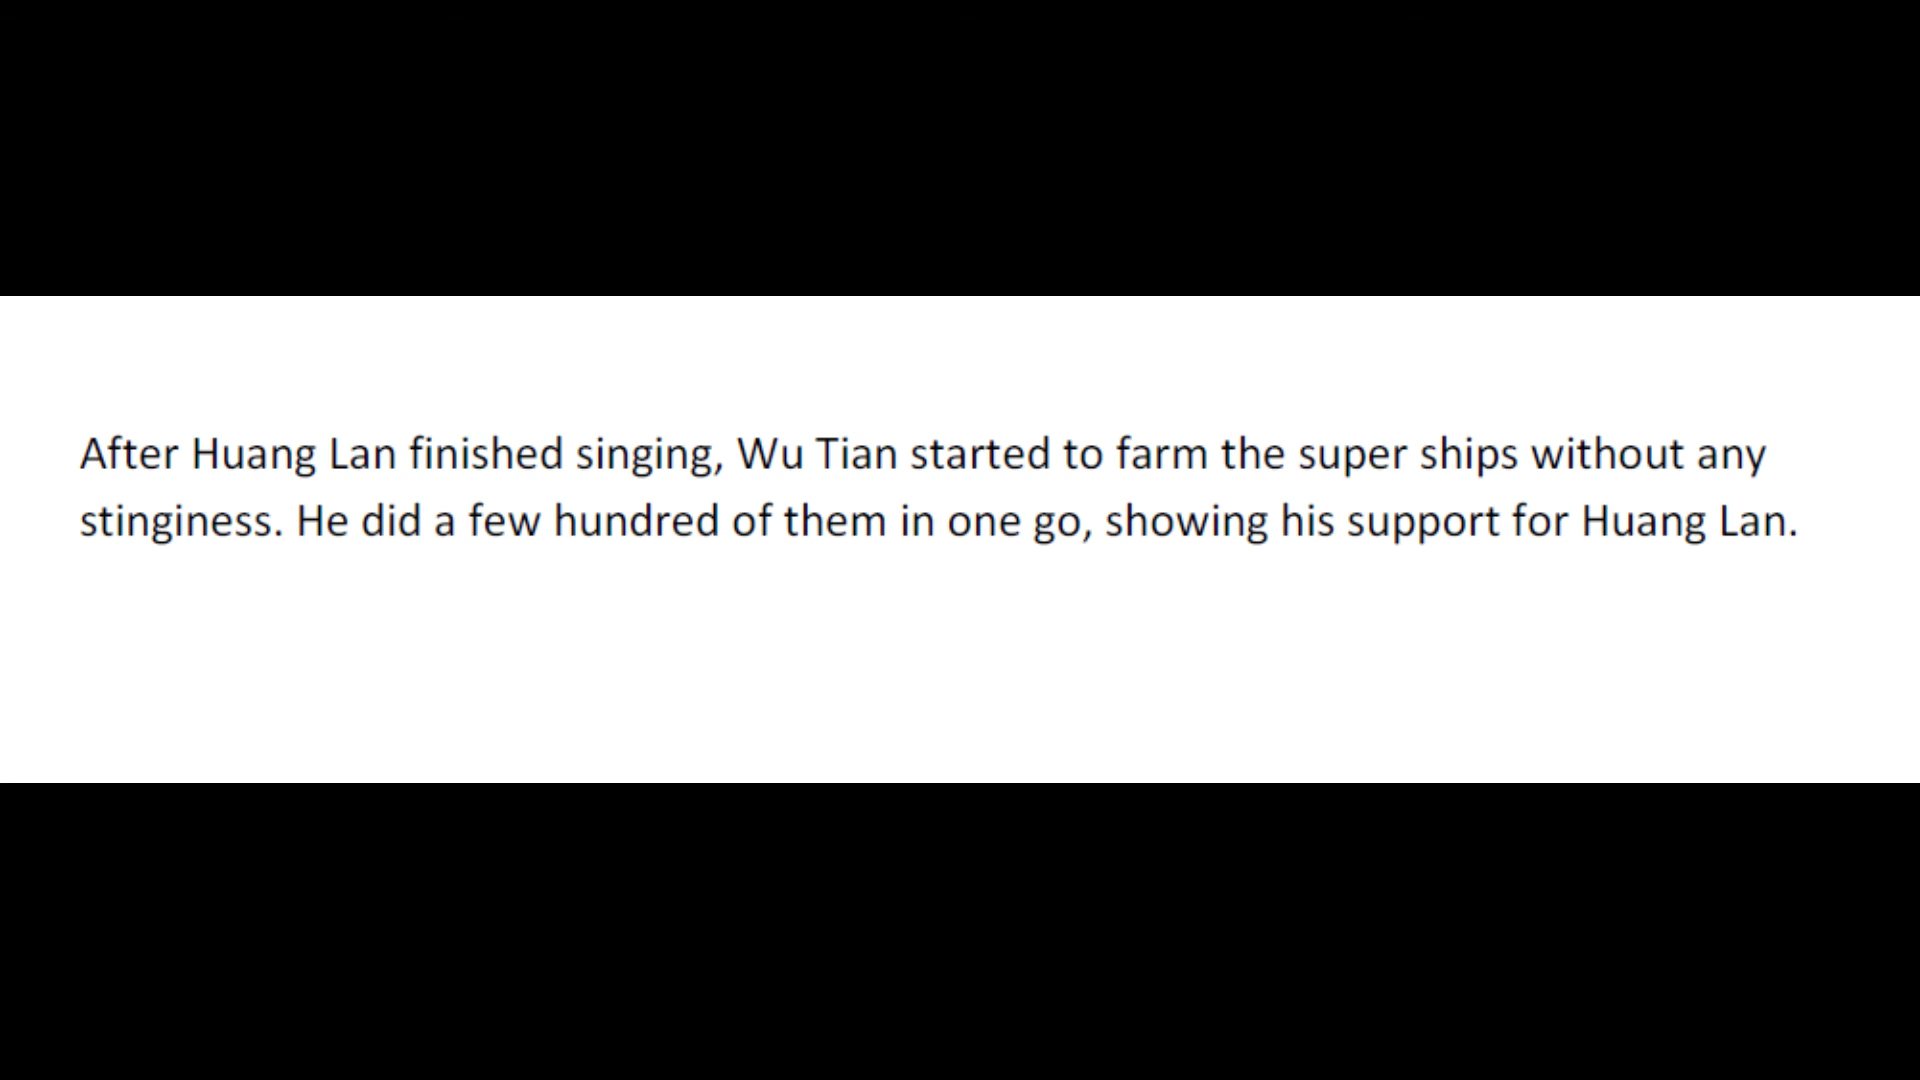 After Huang Lan finished singing, Wu Tian started to farm the super ships without any
stinginess. He did a few hundred of them in one go, showing his support for Huang Lan.